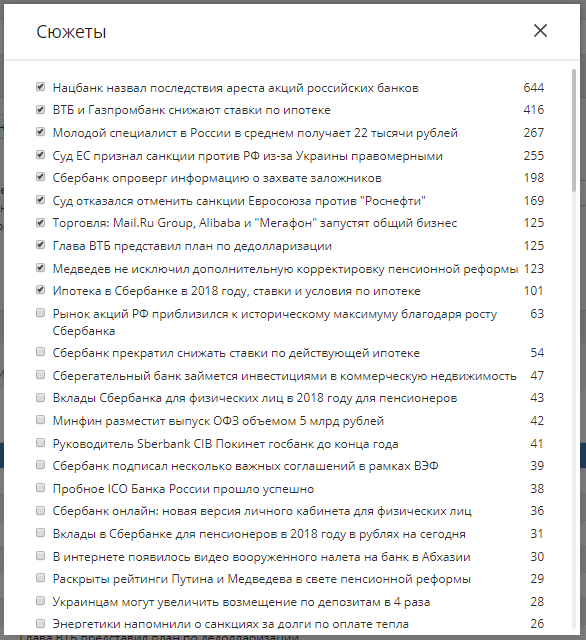 Сюжеты
Нацбанк назвал последствия ареста акций российских банков 644
ВТБ и Газпромбанк снижают ставки по ипотеке 416
Молодой специалист в России в среднем получает 22 тысячи рублей 267
Суд ЕС признал санкции против РФ из-за Украины правомерными 255
Сбербанк опроверг информацию о захвате заложников 198
Суд отказался отменить санкции Евросоюза против "Роснефти" 169
Торговля: Mail.Ru Group, Alibaba и "Мегафон" запустят общий бизнес 125
Глава ВТБ представил план по дедолларизации 125
Медведев не исключил дополнительную корректировку пенсионной реформы 123
Ипотека в Сбербанке в 2018 году, ставки и условия по ипотеке 101
Рынок акций РФ приблизился к историческому максимуму благодаря росту 63
Сбербанка
Сбербанк прекратил снижать ставки по действующей ипотеке 54
Сберегательный банк займется инвестициями в коммерческую недвижимость 47
Вклады Сбербанка для физических лиц в 2018 году для пенсионеров 43
Минфин разместит выпуск ОФЗ объемом 5 млрд рублей 42
Руководитель Sberbank CIB Покинет госбанк до конца года 41
Сбербанк подписал несколько важных соглашений в рамках ВЭФ 39
Пробное ICO Банка России прошло успешно 38
Сбербанк онлайн: новая версия личного кабинета для физических лиц 36
Вклады в Сбербанке для пенсионеров в 2018 году в рублях на сегодня 31
В интернете появилось видео вооруженного налета на банк в Абхазии 30
Раскрыты рейтинги Путина и Медведева в свете пенсионной реформы 29
Украинцам могут увеличить возмещение по депозитам в 4 раза 28
Энергетики напомнили о санкциях за долги по оплате тепла 26
Глава ВТБ представил план по дедолларизации